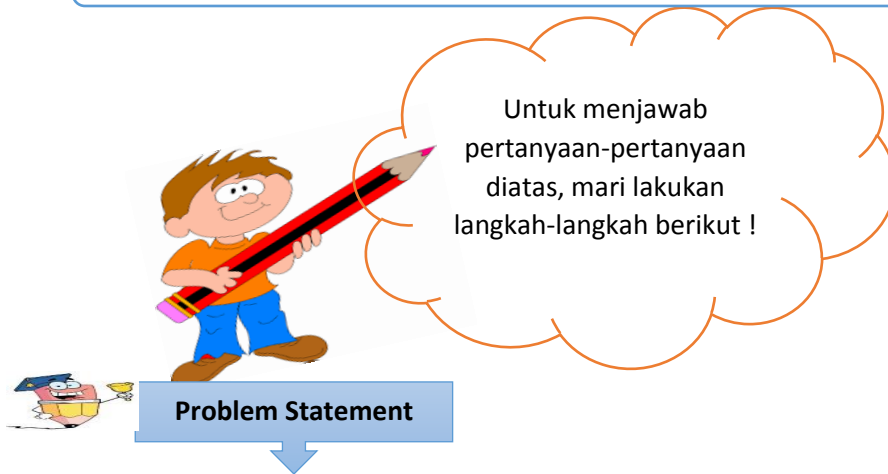 Untuk menjawab
pertanyaan-pertanyaan
diatas, mari lakukan
langkah-langkah berikut !
Problem Statement